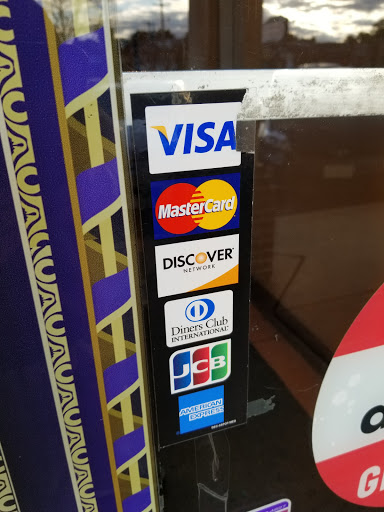 VISA
MasterCard
DISCOVER
NETWORK
Diners Club
INTERNATIONAL
JCB
AMERICAN
EXPRESS
a
G